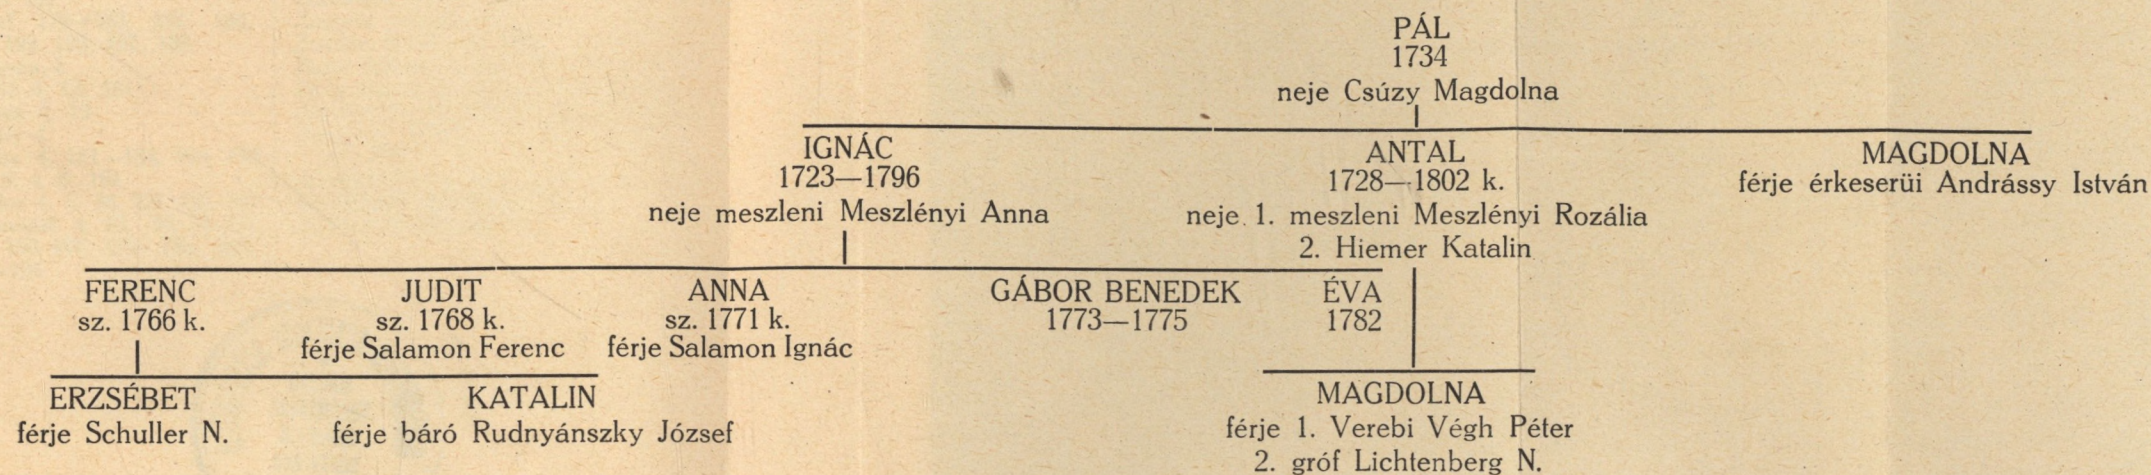 PÁL
1734
neje Csúzy Magdolna
IGNÁC
1723—1796
neje meszleni Meszlényi Anna
ANTAL
1728—1802 k.
neje 1. meszleni Meszlényi Rozália
2. Hiemer Katalin
MAGDOLNA
férje érkeserüi Andrássy István
FERENC
sz. 1766 k.
JUDIT
sz. 1768 k.
férje Salamon Ferenc
ANNA
sz. 1771 k.
férje Salamon Ignác
GÁBOR BENEDEK
1773—1775
ÉVA
1782
ERZSÉBET
férje Schuller N.
KATALIN
férje báró Rudnyánszky József
MAGDOLNA
férje 1. Verebi Végh Péter
2. gróf Lichtenberg N.